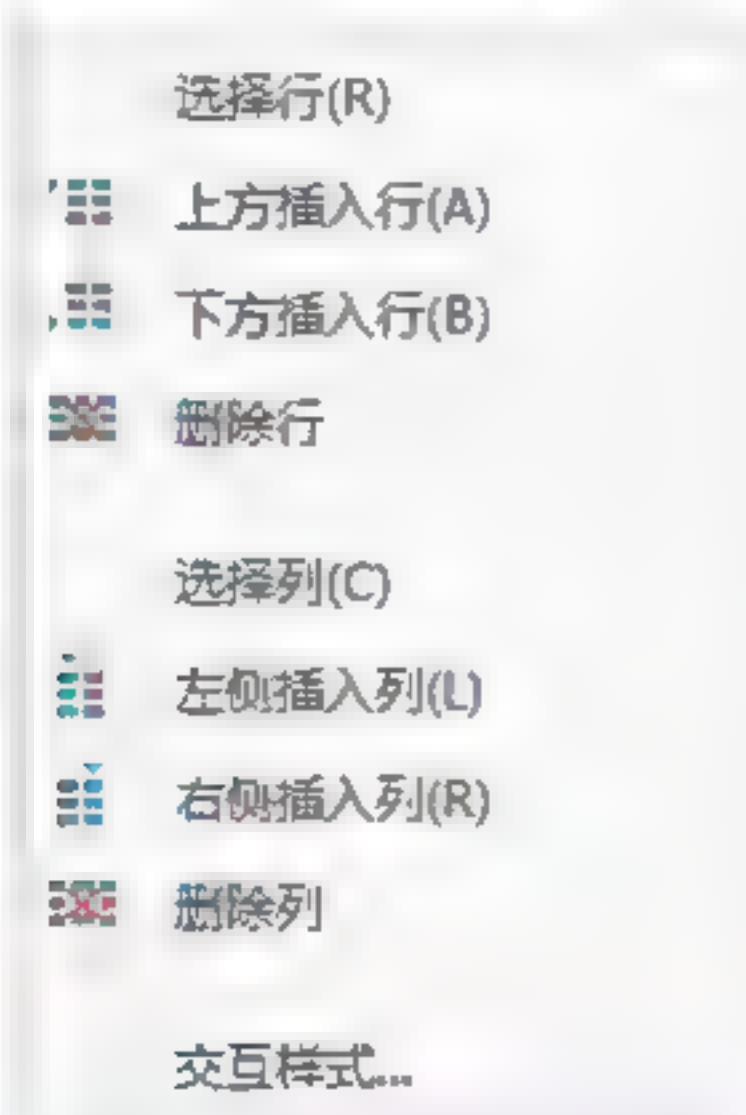 选择行(R)
上方插入行(A)
下方插入行(B)
删除行
选择列(C)
左侧插入列(L)
右侧插入列(R)
删除列
交互样式...